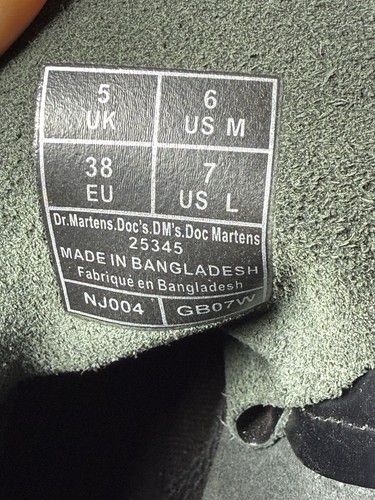 5 6
UK US M
38 7
EU US L
Dr.Martens.Doc's.DM's.Doc Martens
25345
MADE IN BANGLADESH
Fabriqué en Bangladesh
NJ004 GB07W